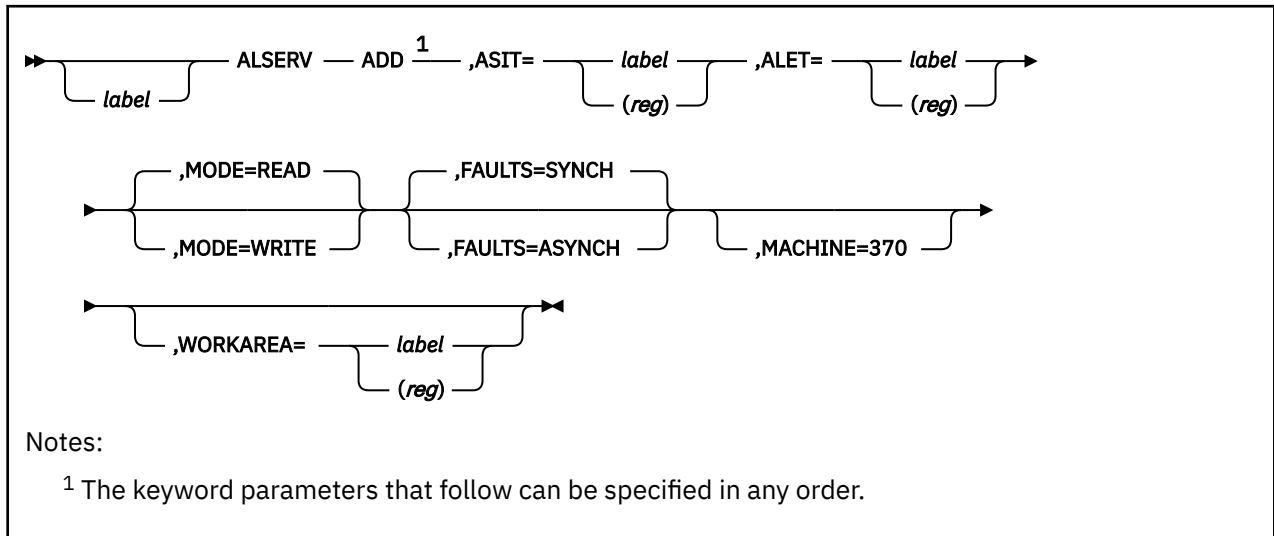 label ALSERV ADD 1 ,ASIT= label (reg) ,ALET= label (reg)
,MODE=READ ,FAULTS=SYNCH
,MODE=WRITE ,FAULTS=ASYNCH ,MACHINE=370
,WORKAREA= label
(reg)
Notes:
1 The keyword parameters that follow can be specified in any order.